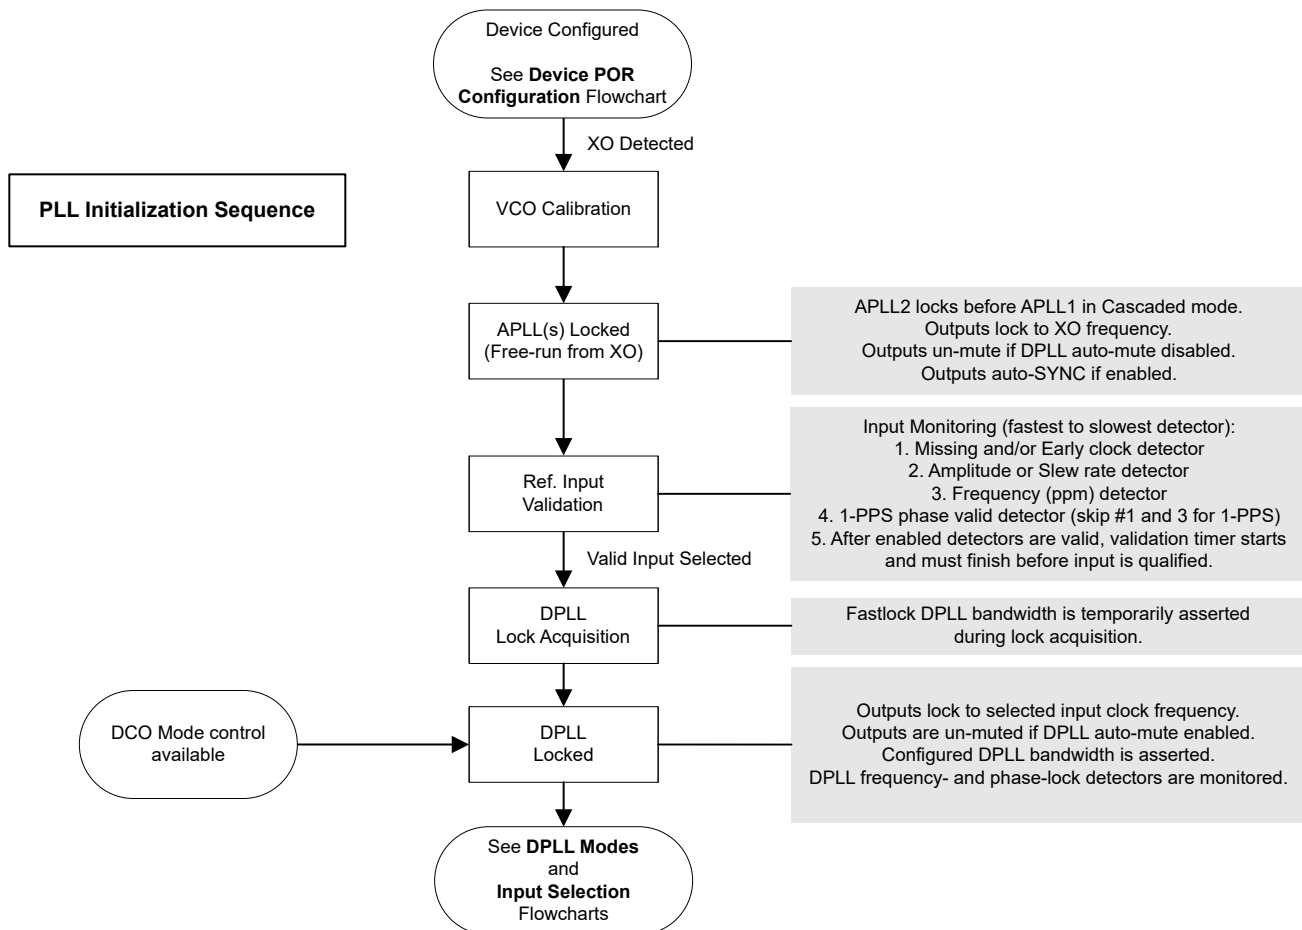 Device Configured
See Device POR
Configuration Flowchart
XO Detected
PLL Initialization Sequence
VCO Calibration
APLL(s) Locked
(Free-run from XO)
APLL2 locks before APLL1 in Cascaded mode.
Outputs lock to XO frequency.
Outputs un-mute if DPLL auto-mute disabled.
Outputs auto-SYNC if enabled.
Ref. Input
Validation
Input Monitoring (fastest to slowest detector):
1. Missing and/or Early clock detector
2. Amplitude or Slew rate detector
3. Frequency (ppm) detector
4. 1-PPS phase valid detector (skip #1 and 3 for 1-PPS)
5. After enabled detectors are valid, validation timer starts
and must finish before input is qualified.
Valid Input Selected
DPLL
Lock Acquisition
Fastlock DPLL bandwidth is temporarily asserted
during lock acquisition.
DCO Mode control
available
DPLL
Locked
Outputs lock to selected input clock frequency.
Outputs are un-muted if DPLL auto-mute enabled.
Configured DPLL bandwidth is asserted.
DPLL frequency- and phase-lock detectors are monitored.
See DPLL Modes
and
Input Selection
Flowcharts